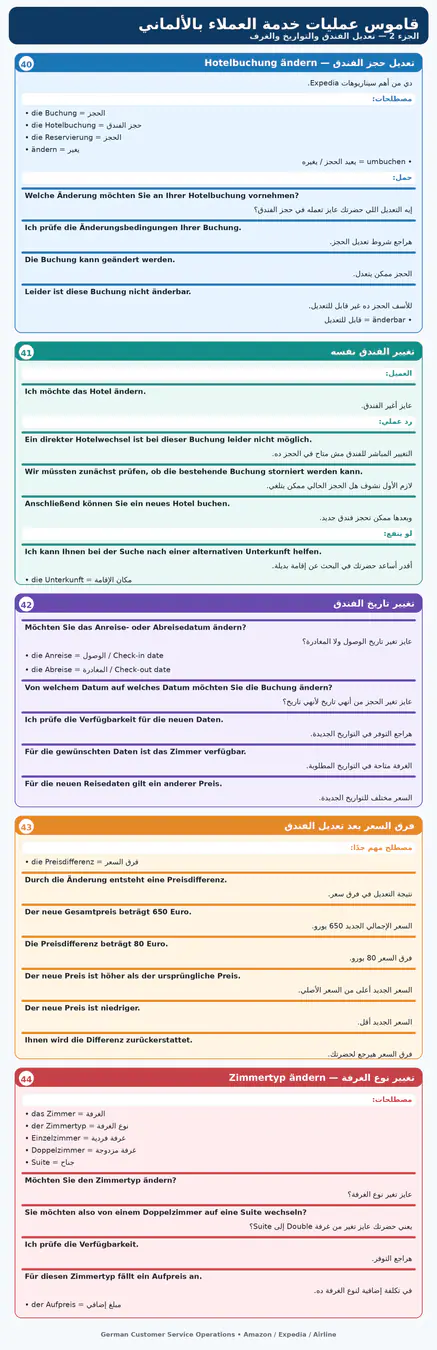 قاموس عمليات خدمة العملاء بالألماني
الجزء 2 — تعديل الفندق والتواريخ والغرف
تعديل حجز الفندق — Hotelbuchung ändern
40
دي من أهم سيناريوهات Expedia.
مصطلحات:
• die Buchung = الحجز
• die Hotelbuchung = حجز الفندق
• die Reservierung = الحجز
• ändern = يغير
• umbuchen = يعيد الحجز / يغيره
جمل:
Welche Änderung möchten Sie an Ihrer Hotelbuchung vornehmen?
إيه التعديل اللي حضرتك عايز تعمله في حجز الفندق؟
Ich prüfe die Änderungsbedingungen Ihrer Buchung.
هراجع شروط تعديل الحجز.
Die Buchung kann geändert werden.
الحجز ممكن يتعدل.
Leider ist diese Buchung nicht änderbar.
للأسف الحجز ده غير قابل للتعديل.
• änderbar = قابل للتعديل
تغيير الفندق نفسه
41
العميل:
Ich möchte das Hotel ändern.
عايز أغير الفندق.
رد عملي:
Ein direkter Hotelwechsel ist bei dieser Buchung leider nicht möglich.
التغيير المباشر للفندق مش متاح في الحجز ده.
Wir müssten zunächst prüfen, ob die bestehende Buchung storniert werden kann.
لازم الأول نشوف هل الحجز الحالي ممكن يتلغي.
Anschließend können Sie ein neues Hotel buchen.
وبعدها ممكن تحجز فندق جديد.
لو ينفع:
Ich kann Ihnen bei der Suche nach einer alternativen Unterkunft helfen.
أقدر أساعد حضرتك في البحث عن إقامة بديلة.
• die Unterkunft = مكان الإقامة
تغيير تاريخ الفندق
42
Möchten Sie das Anreise- oder Abreisedatum ändern?
عايز تغير تاريخ الوصول ولا المغادرة؟
• die Anreise = الوصول / Check-in date
• die Abreise = المغادرة / Check-out date
Von welchem Datum auf welches Datum möchten Sie die Buchung ändern?
عايز تغير الحجز من أنهي تاريخ لأنهي تاريخ؟
Ich prüfe die Verfügbarkeit für die neuen Daten.
هراجع التوفر في التواريخ الجديدة.
Für die gewünschten Daten ist das Zimmer verfügbar.
الغرفة متاحة في التواريخ المطلوبة.
Für die neuen Reisedaten gilt ein anderer Preis.
السعر مختلف للتواريخ الجديدة.
فرق السعر بعد تعديل الفندق
43
مصطلح مهم جدًا:
• die Preisdifferenz = فرق السعر
Durch die Änderung entsteht eine Preisdifferenz.
نتيجة التعديل في فرق سعر.
Der neue Gesamtpreis beträgt 650 Euro.
السعر الإجمالي الجديد 650 يورو.
Die Preisdifferenz beträgt 80 Euro.
فرق السعر 80 يورو.
Der neue Preis ist höher als der ursprüngliche Preis.
السعر الجديد أعلى من السعر الأصلي.
Der neue Preis ist niedriger.
السعر الجديد أقل.
Ihnen wird die Differenz zurückerstattet.
فرق السعر هيرجع لحضرتك.
تغيير نوع الغرفة — Zimmertyp ändern
44
مصطلحات:
• das Zimmer = الغرفة
• der Zimmertyp = نوع الغرفة
• Einzelzimmer = غرفة فردية
• Doppelzimmer = غرفة مزدوجة
• Suite = جناح
Möchten Sie den Zimmertyp ändern?
عايز تغير نوع الغرفة؟
Sie möchten also von einem Doppelzimmer auf eine Suite wechseln?
يعني حضرتك عايز تغير من غرفة Double إلى Suite؟
Ich prüfe die Verfügbarkeit.
هراجع التوفر.
Für diesen Zimmertyp fällt ein Aufpreis an.
في تكلفة إضافية لنوع الغرفة ده.
• der Aufpreis = مبلغ إضافي
German Customer Service Operations • Amazon / Expedia / Airline